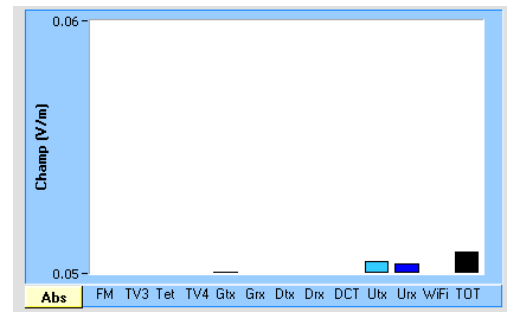 0.06
Champ (V/m)
0.05
Abs FM TV3 Tet TV4 Gtx Grx Dtx Drx DCT Utx Urx WiFi TOT